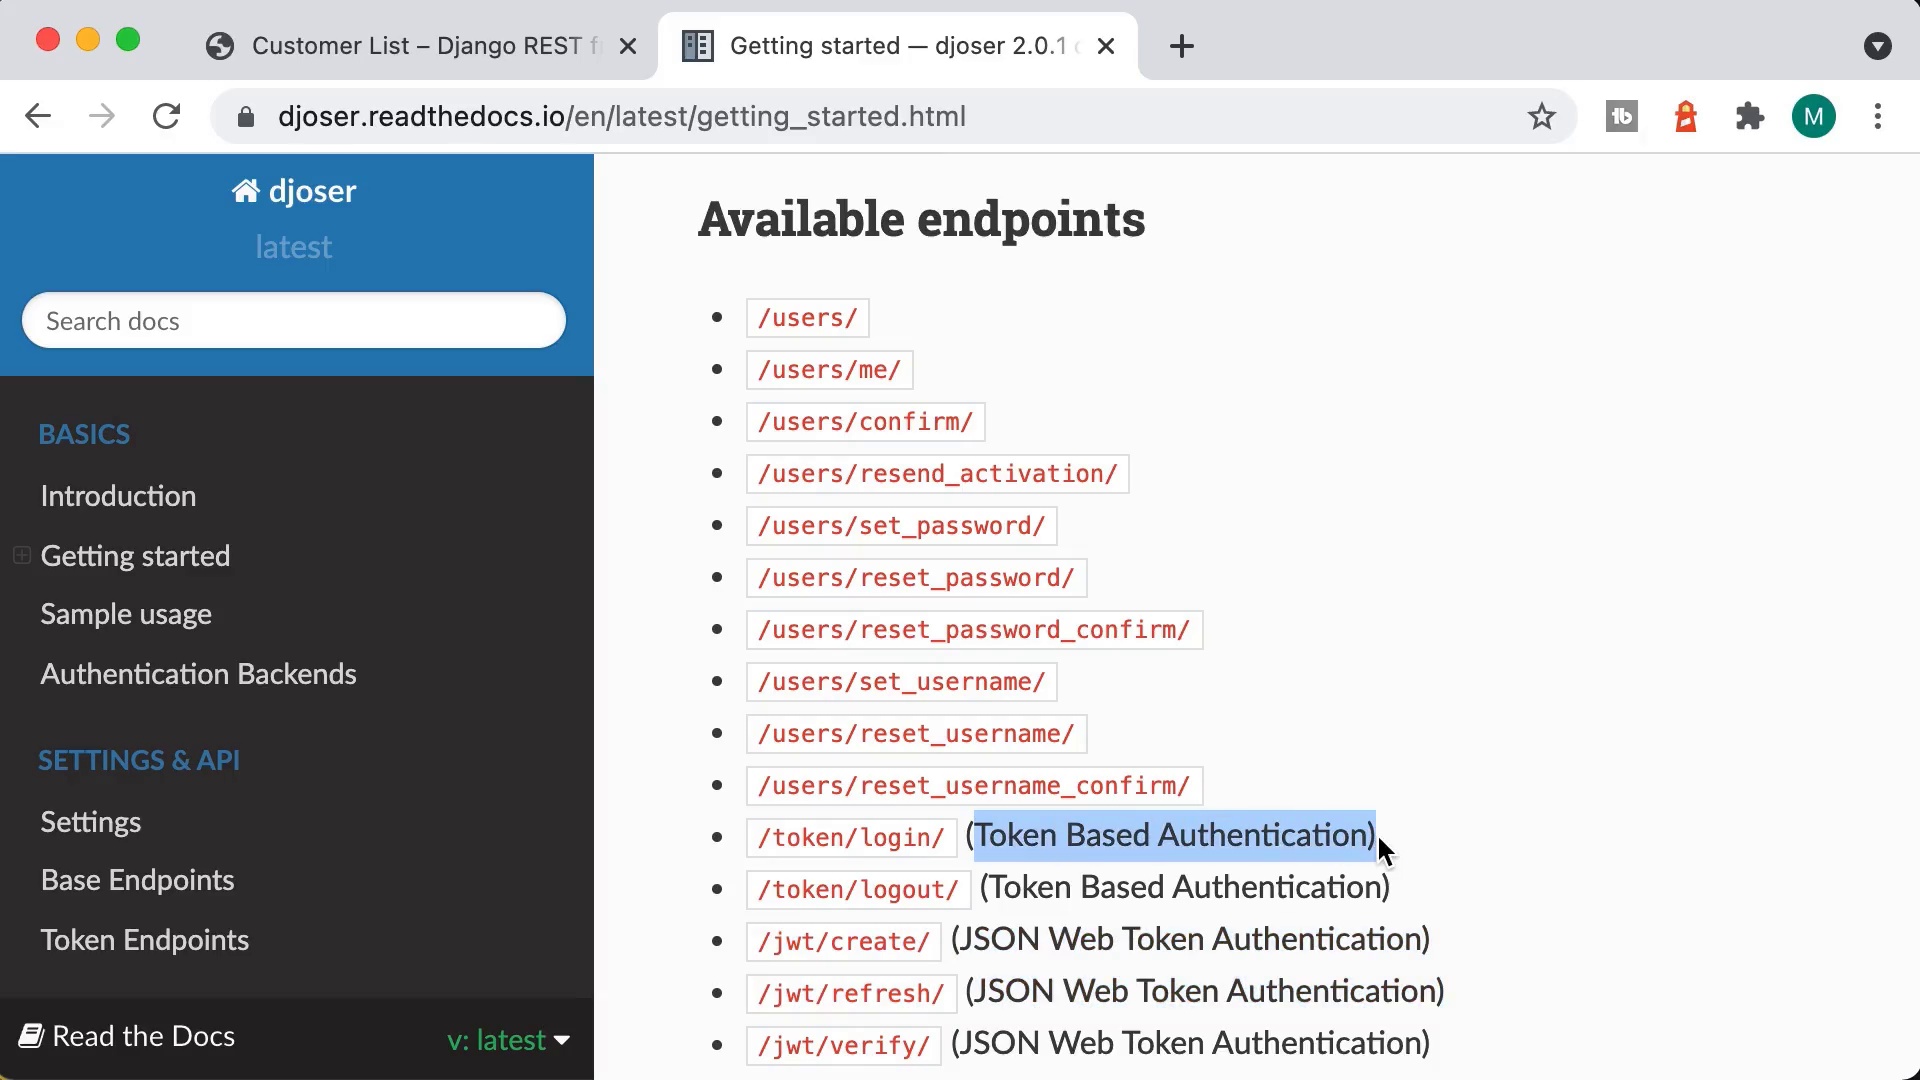 Customer List – Django REST f
Getting started — djoser 2.0.1
djoser.readthedocs.io/en/latest/getting_started.html
M
djoser
latest
Search docs
BASICS
Introduction
Getting started
Sample usage
Authentication Backends
SETTINGS & API
Settings
Base Endpoints
Token Endpoints
Read the Docs
v: latest
Available endpoints
/users/
/users/me/
/users/confirm/
/users/resend_activation/
/users/set_password/
/users/reset_password/
/users/reset_password_confirm/
/users/set_username/
/users/reset_username/
/users/reset_username_confirm/
/token/login/ (Token Based Authentication)
/token/logout/ (Token Based Authentication)
/jwt/create/ (JSON Web Token Authentication)
/jwt/refresh/ (JSON Web Token Authentication)
/jwt/verify/ (JSON Web Token Authentication)